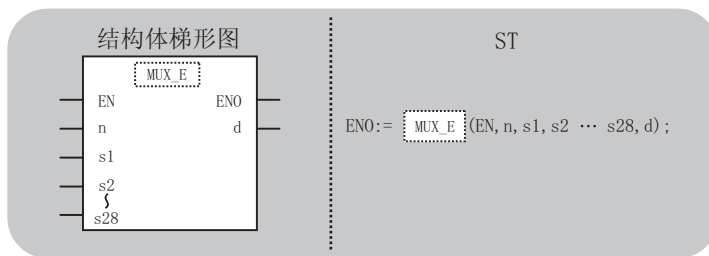 结构体梯形图
MUX_E
EN ENO
n d
s1
s2
s28
ST
ENO:= MUX_E (EN, n, s1, s2 … s28, d);